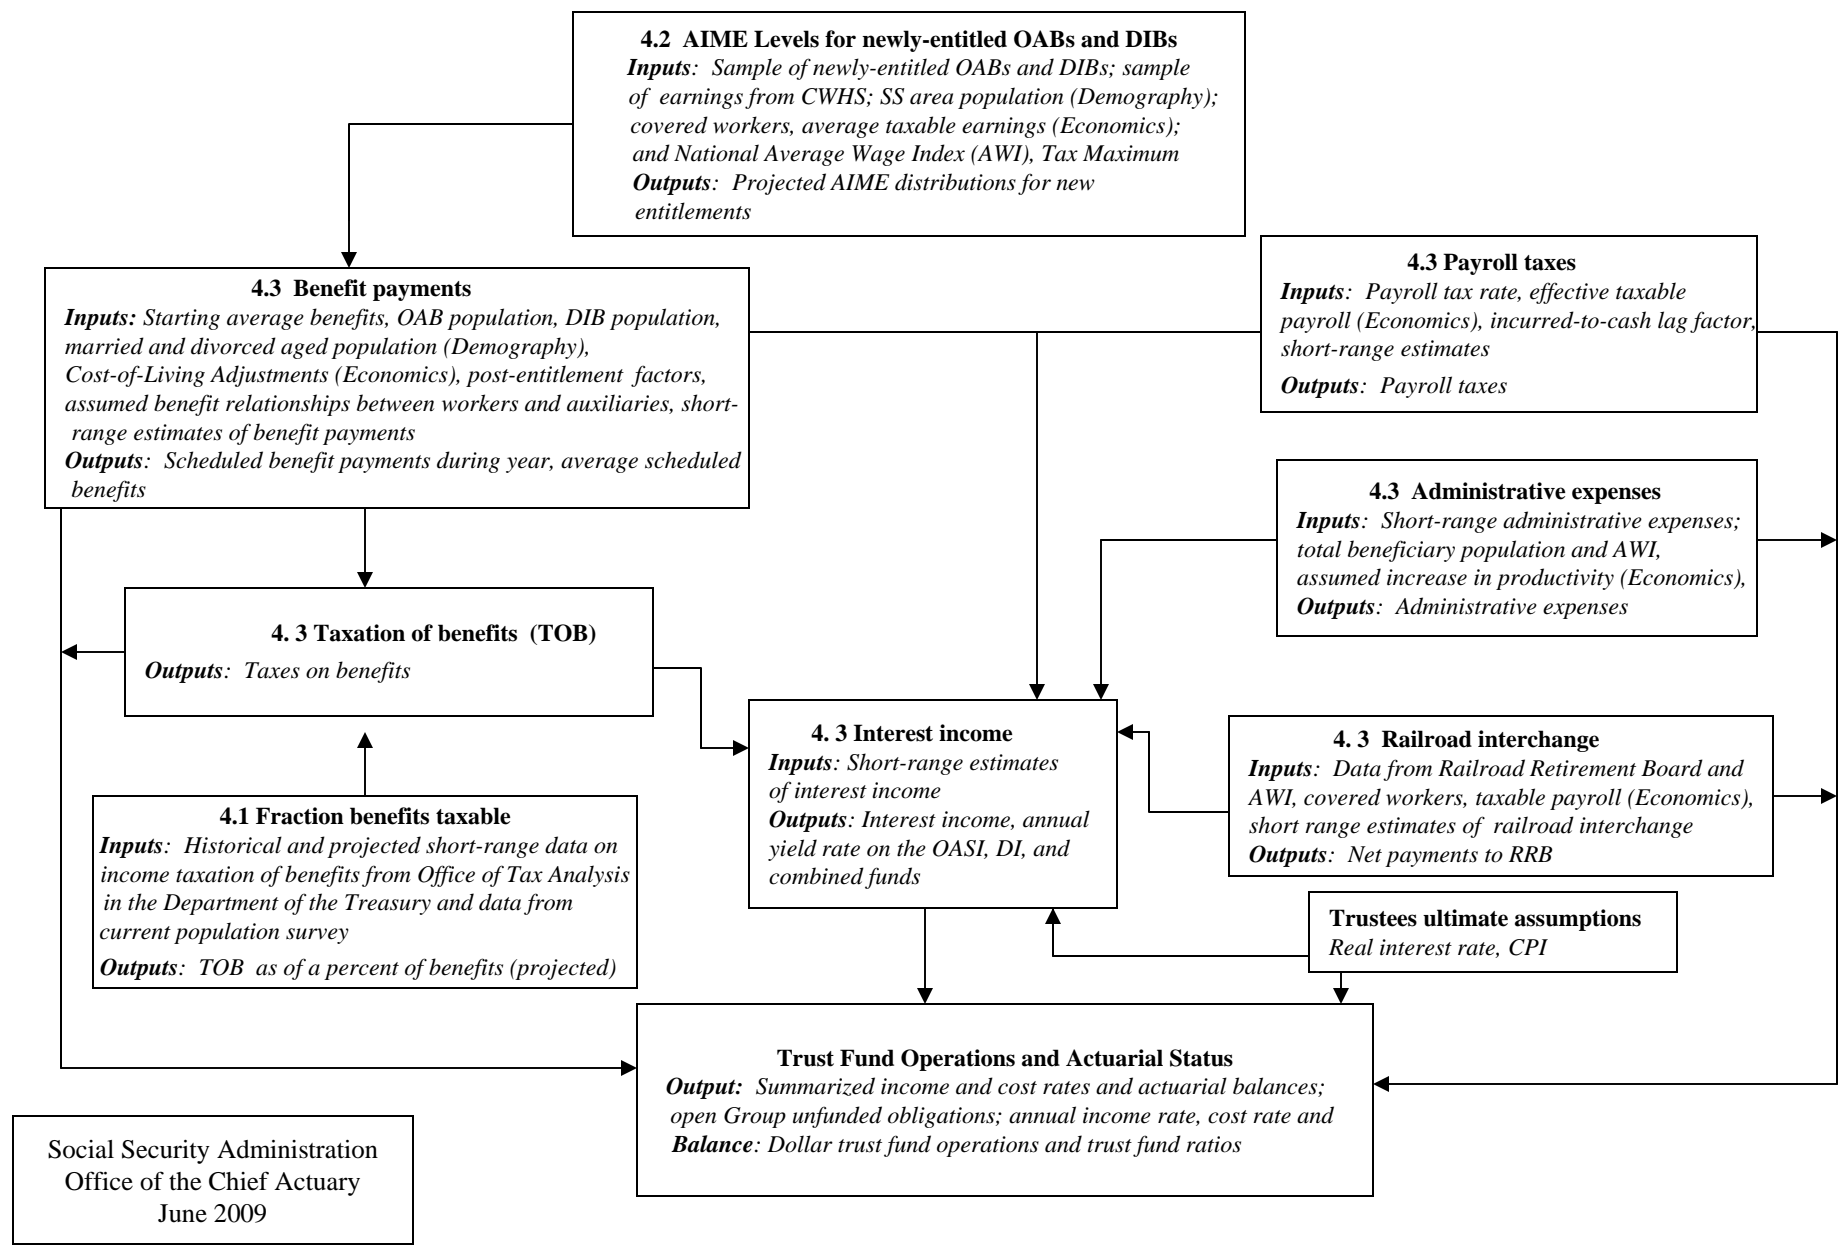 4.2 AIME Levels for newly-entitled OABs and DIBs
Inputs: Sample of newly-entitled OABs and DIBs; sample
of earnings from CWHS; SS area population (Demography);
covered workers, average taxable earnings (Economics);
and National Average Wage Index (AWI), Tax Maximum
Outputs: Projected AIME distributions for new
entitlements
4.3 Benefit payments
Inputs: Starting average benefits, OAB population, DIB population,
married and divorced aged population (Demography),
Cost-of-Living Adjustments (Economics), post-entitlement factors,
assumed benefit relationships between workers and auxiliaries, short-
range estimates of benefit payments
Outputs: Scheduled benefit payments during year, average scheduled
benefits
4.3 Payroll taxes
Inputs: Payroll tax rate, effective taxable
payroll (Economics), incurred-to-cash lag factor,
short-range estimates
Outputs: Payroll taxes
4.3 Administrative expenses
Inputs: Short-range administrative expenses;
total beneficiary population and AWI,
assumed increase in productivity (Economics),
Outputs: Administrative expenses
4. 3 Taxation of benefits (TOB)
Outputs: Taxes on benefits
4. 3 Interest income
Inputs: Short-range estimates
of interest income
Outputs: Interest income, annual
yield rate on the OASI, DI, and
combined funds
4. 3 Railroad interchange
Inputs: Data from Railroad Retirement Board and
AWI, covered workers, taxable payroll (Economics),
short range estimates of railroad interchange
Outputs: Net payments to RRB
4.1 Fraction benefits taxable
Inputs: Historical and projected short-range data on
income taxation of benefits from Office of Tax Analysis
in the Department of the Treasury and data from
current population survey
Outputs: TOB as of a percent of benefits (projected)
Trustees ultimate assumptions
Real interest rate, CPI
Trust Fund Operations and Actuarial Status
Output: Summarized income and cost rates and actuarial balances;
open Group unfunded obligations; annual income rate, cost rate and
Balance: Dollar trust fund operations and trust fund ratios
Social Security Administration
Office of the Chief Actuary
June 2009